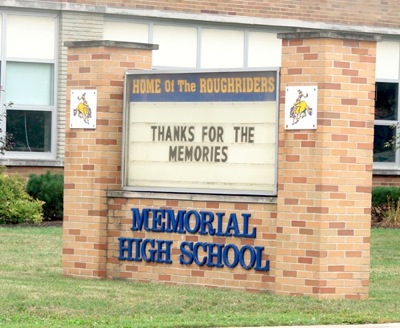 HOME OF THE ROUGHRIDERS
THANKS FOR THE
MEMORIES
MEMORIAL
HIGH SCHOOL